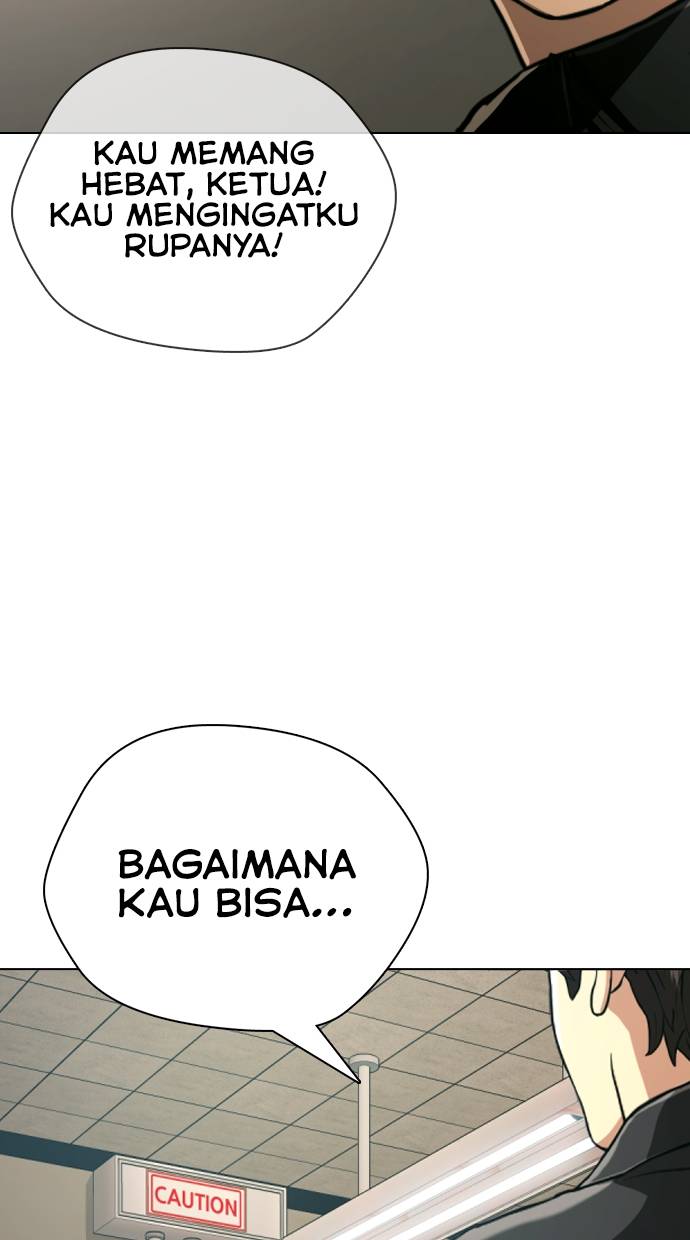 KAU MEMANG
HEBAT, KETUA!
KAU MENGINGATKU
RUPANYA!
BAGAIMANA
KAU BISA...
CAUTION